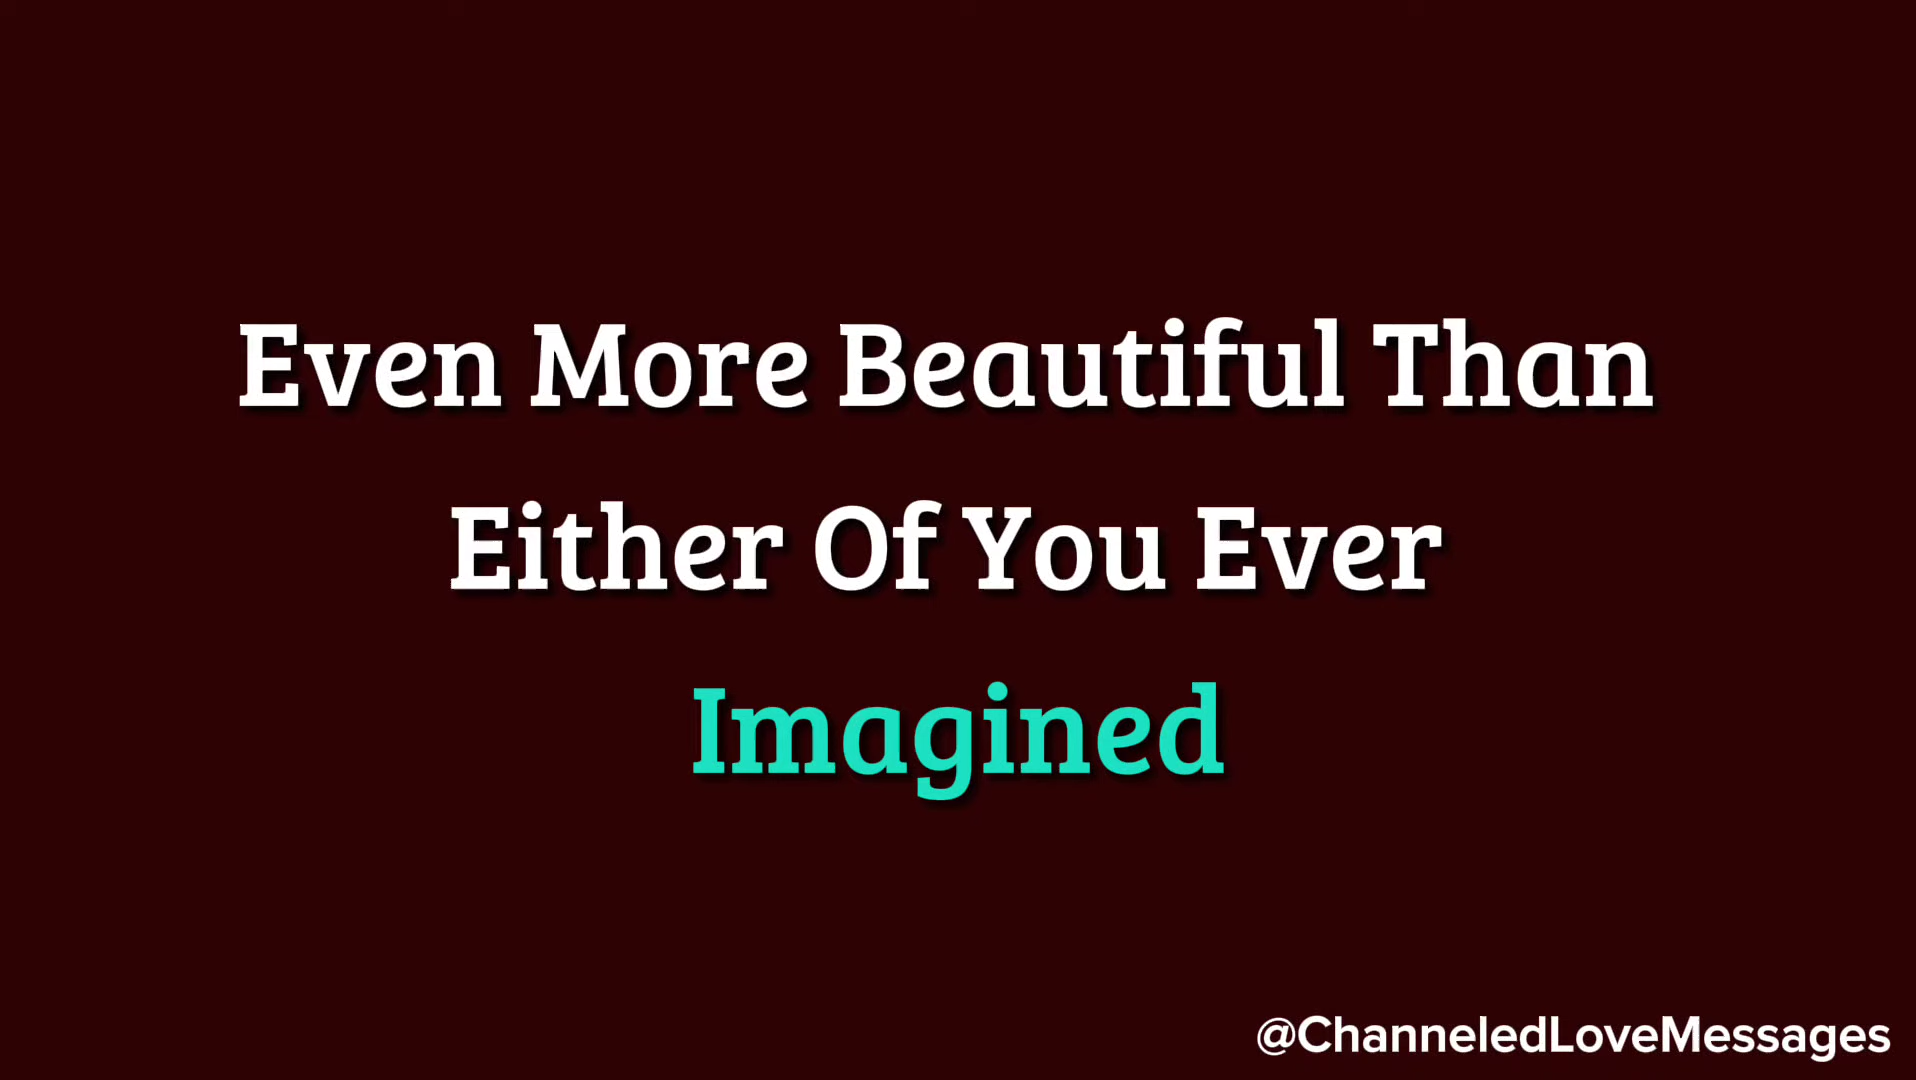 Even More Beautiful Than
Either Of You Ever
Imagined
@ChanneledLoveMessages